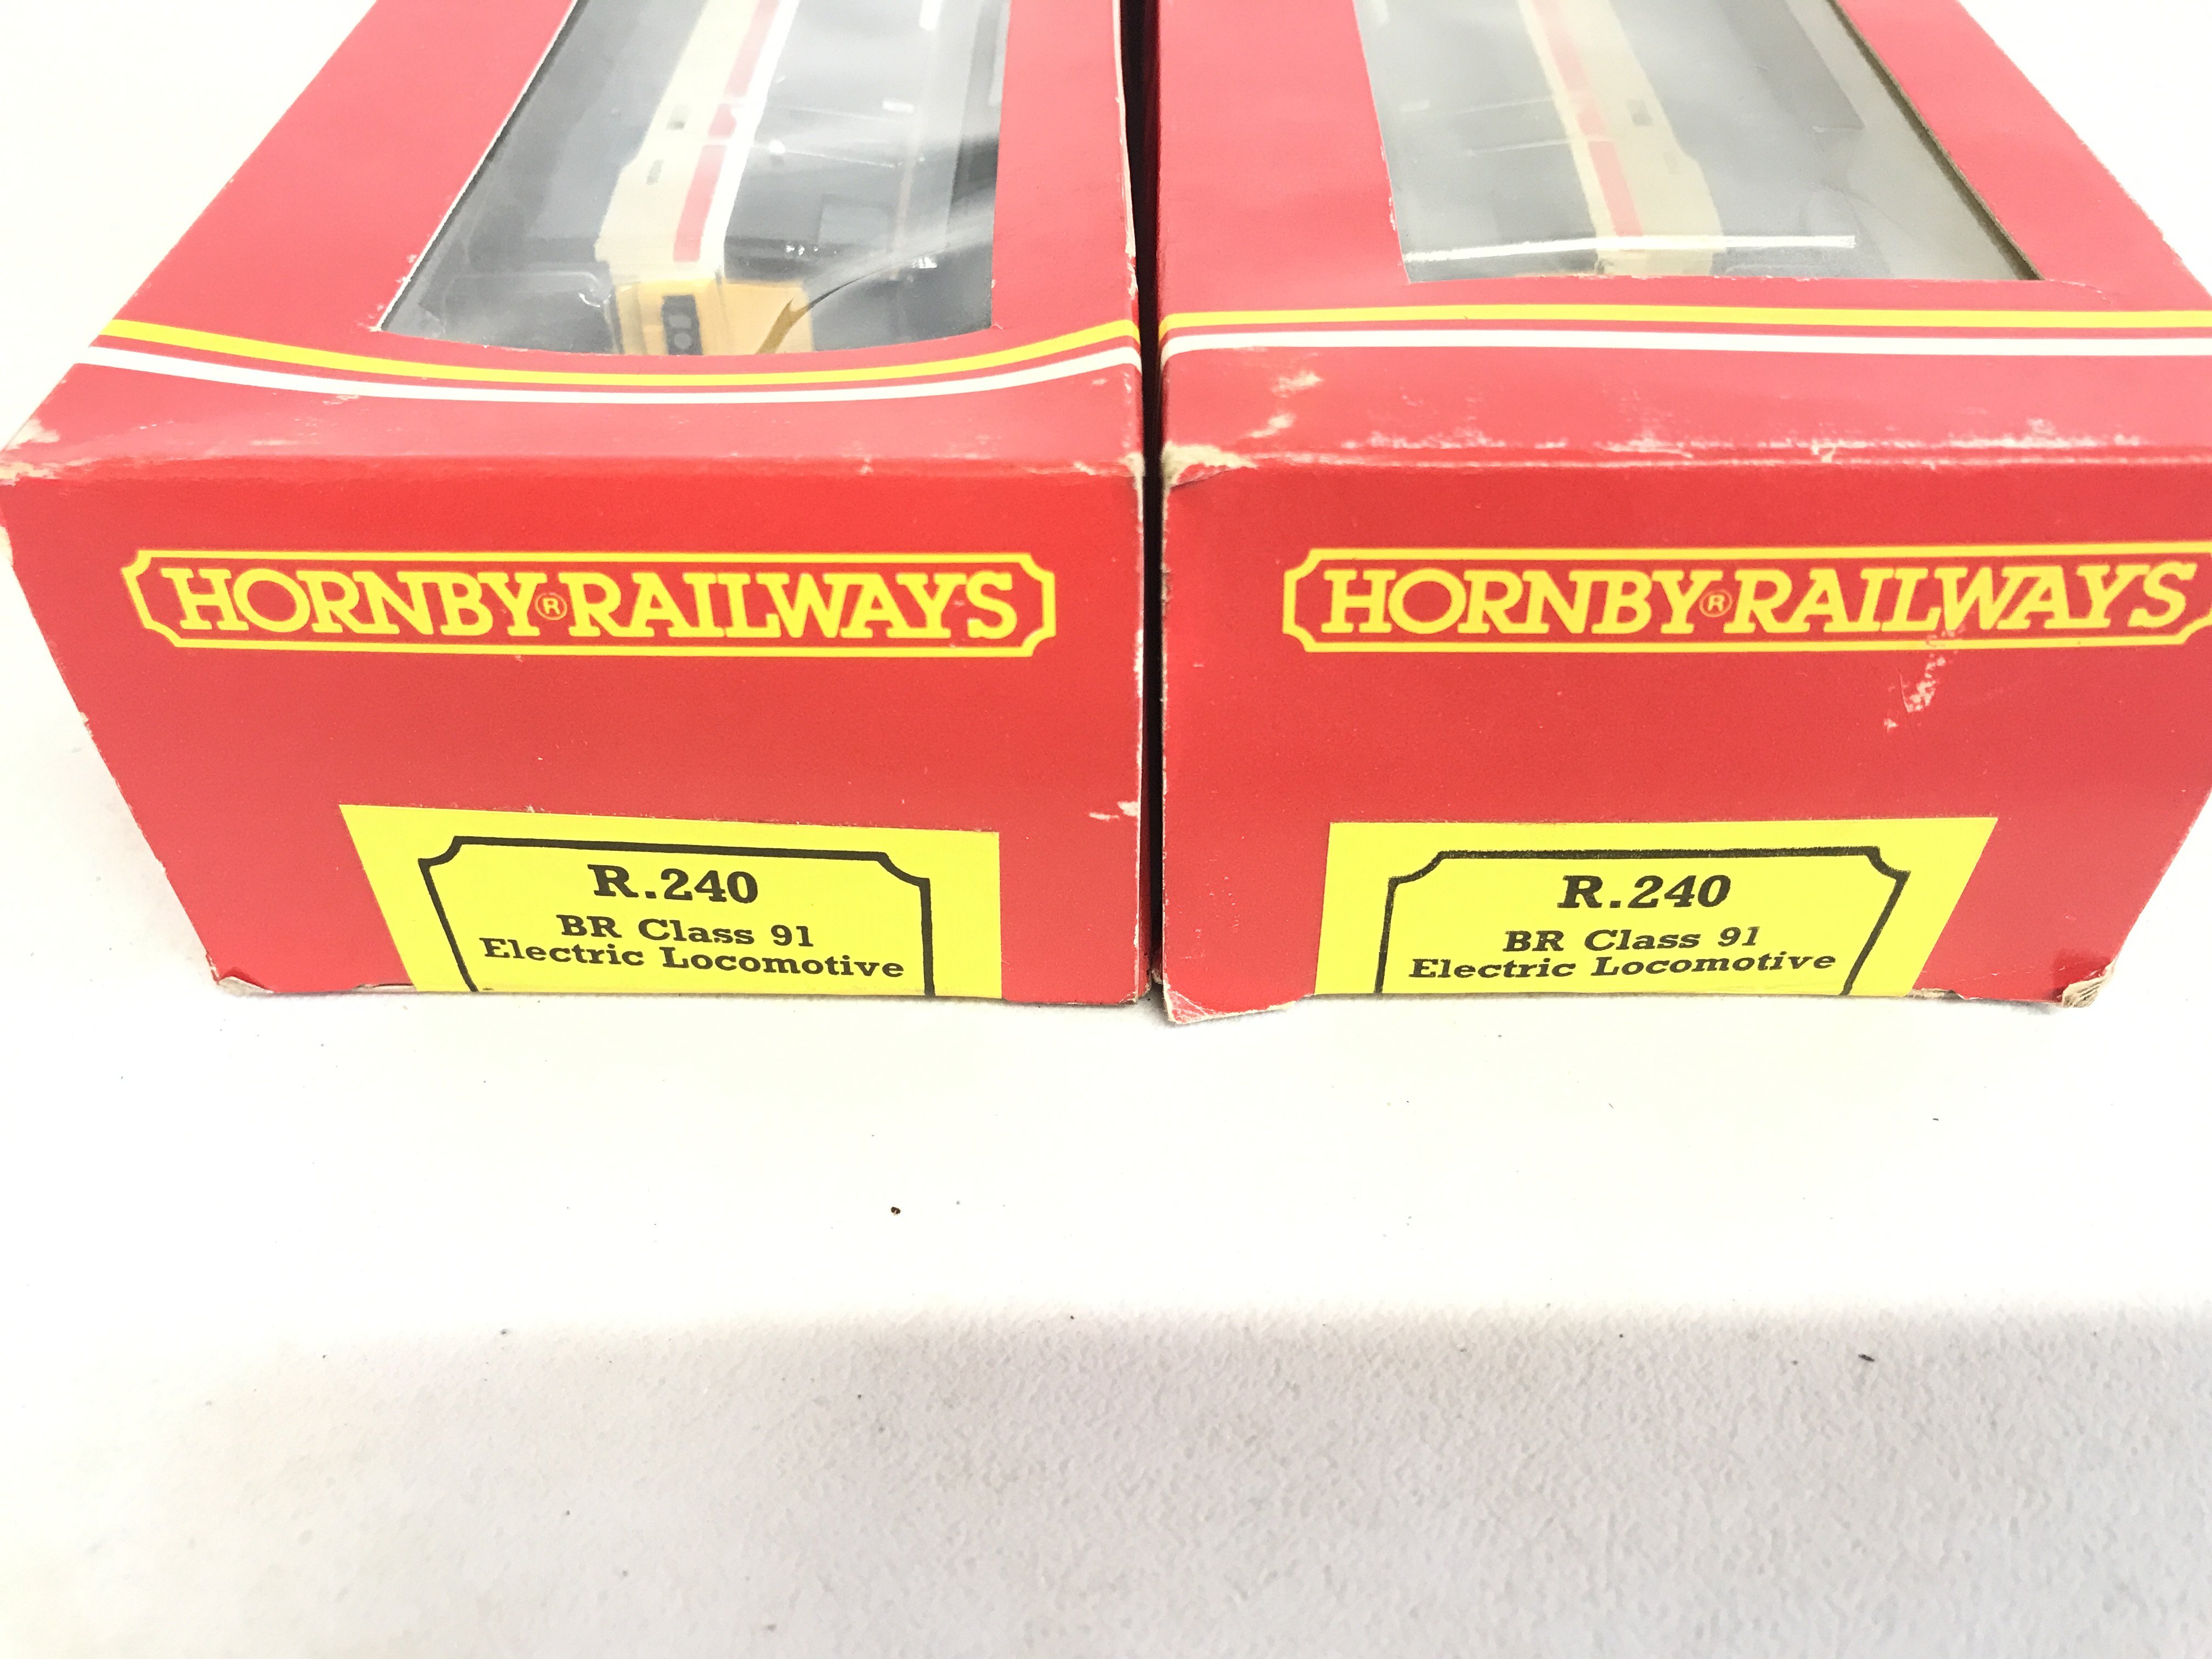 HORNBY®RAILWAYS
R.240
BR Class 91
Electric Locomotive
HORNBY®RAILWAYS
R.240
BR Class 91
Electric Locomotive